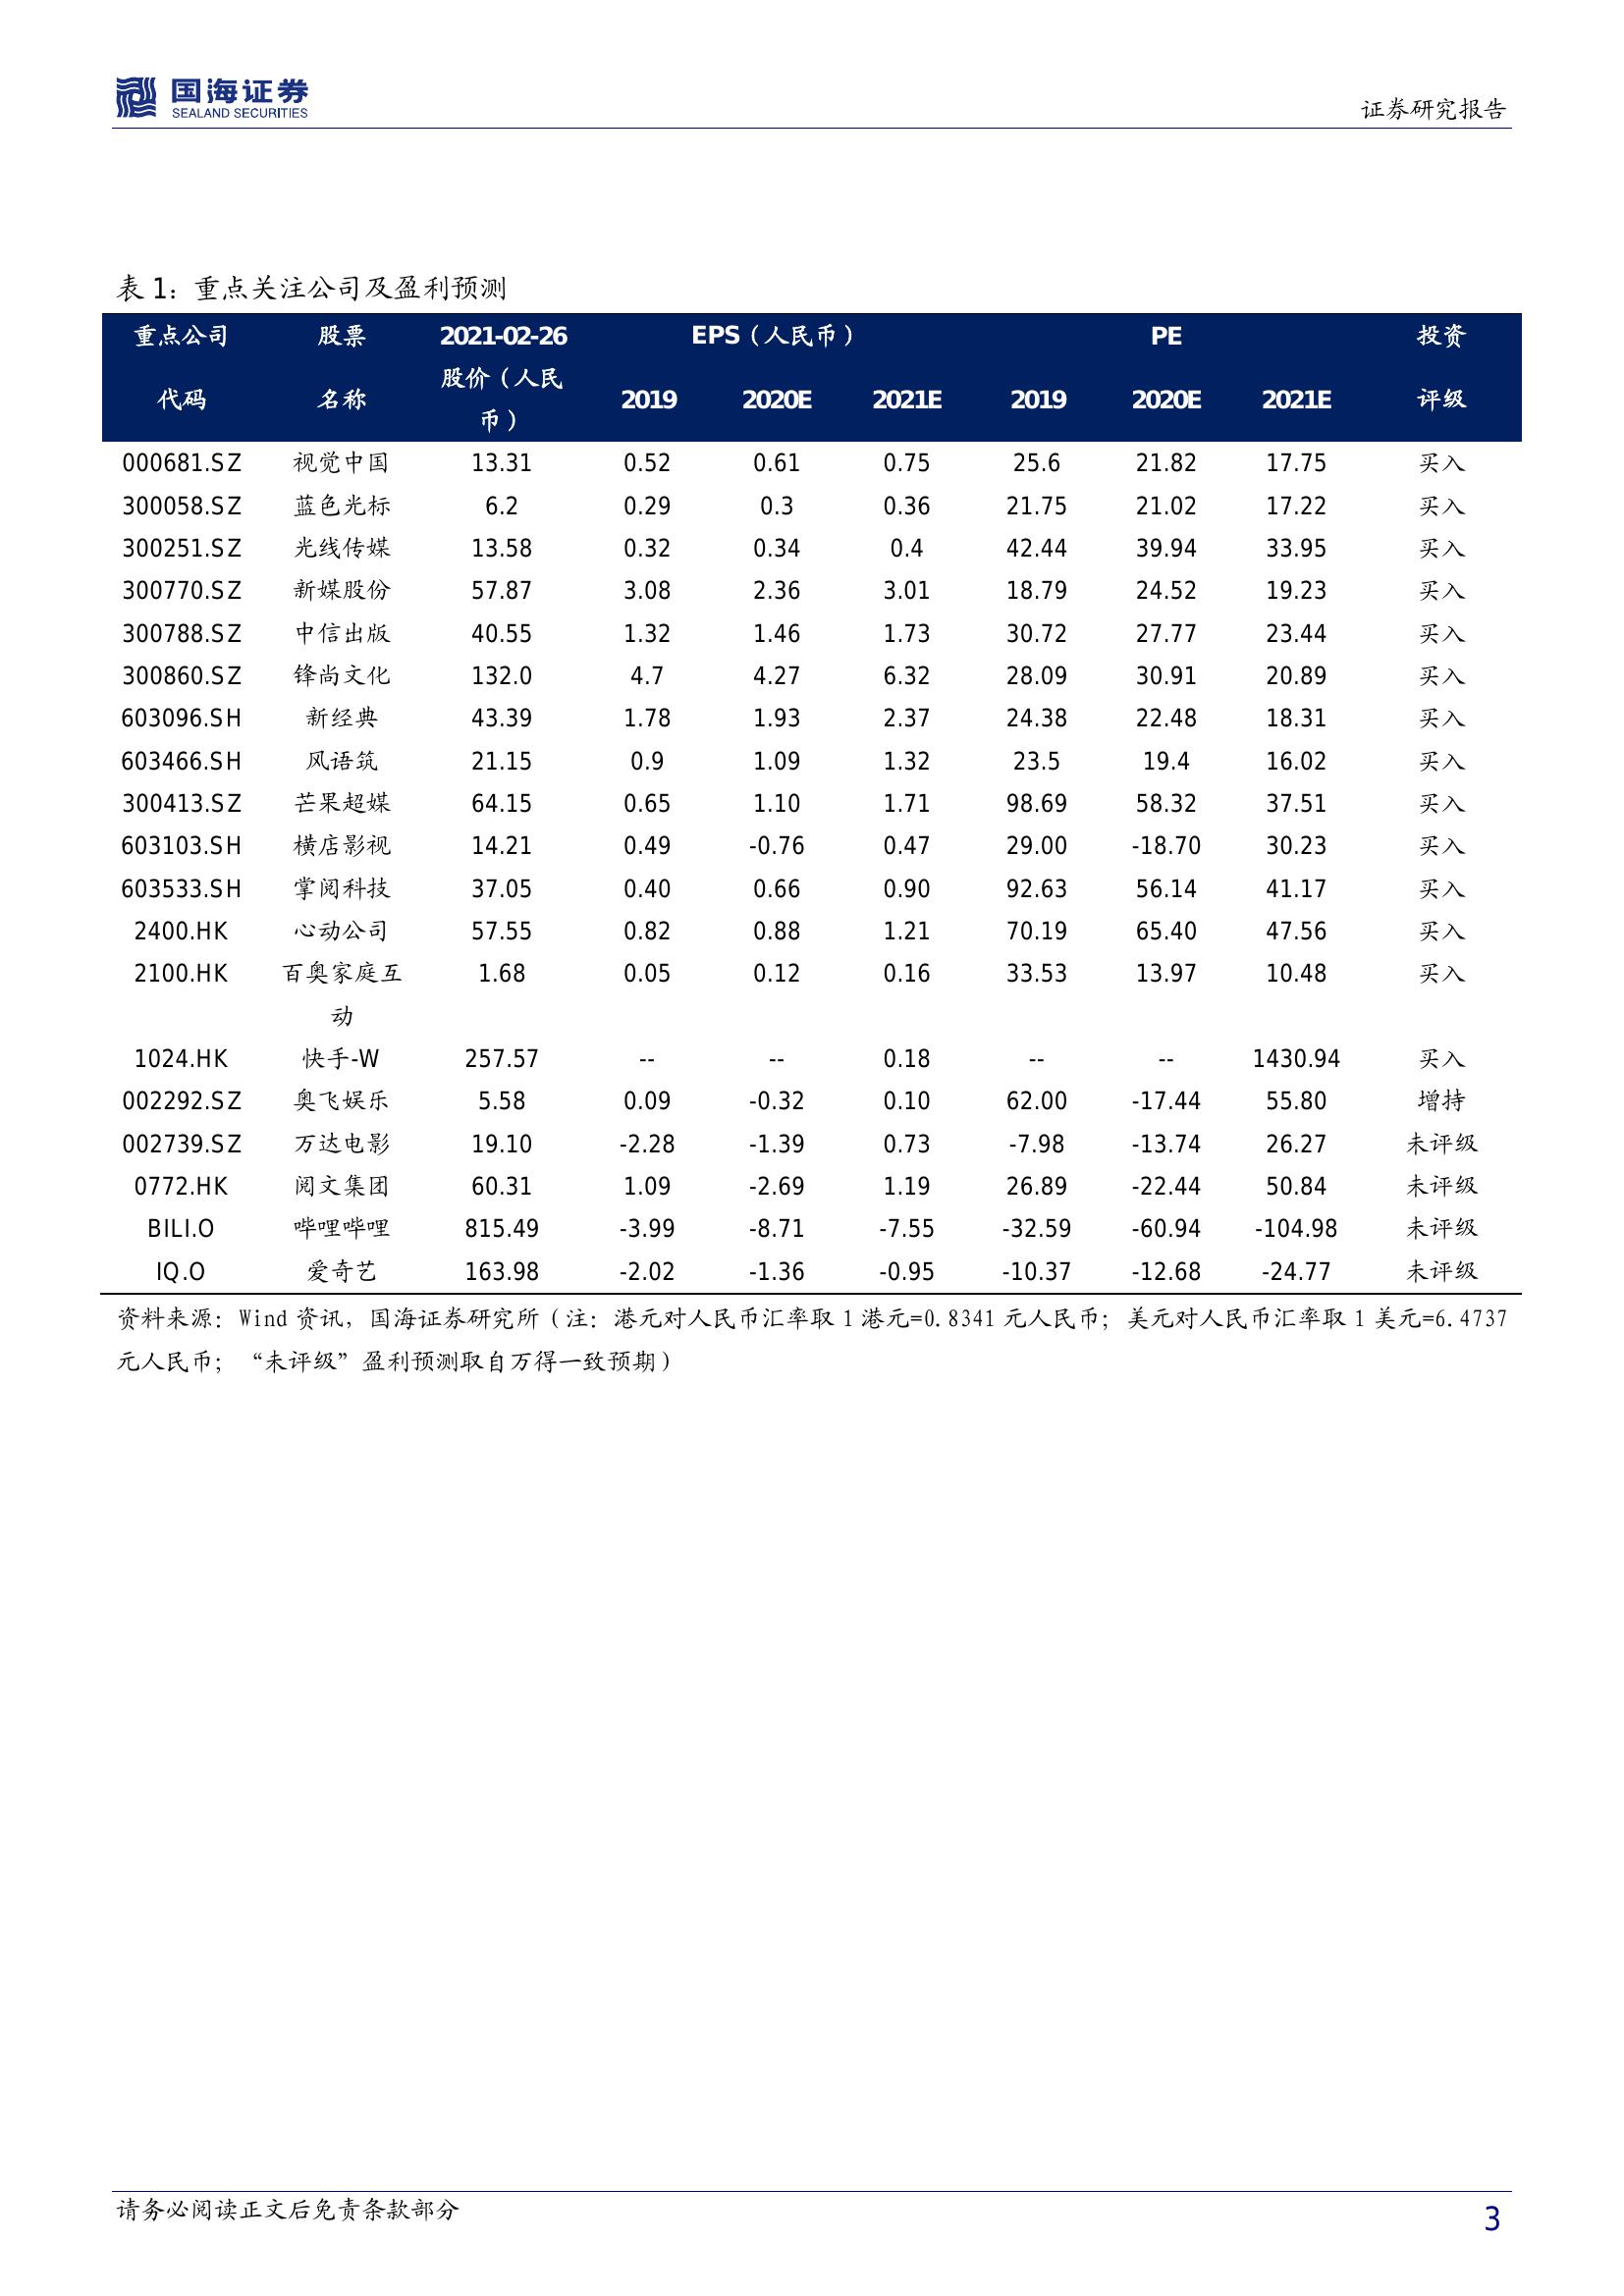 国海证券
SEALAND SECURITIES
证券研究报告
表 1：重点关注公司及盈利预测
重点公司 股票 2021-02-26 EPS（人民币） PE 投资
代码 名称 股价（人民币） 2019 2020E 2021E 2019 2020E 2021E 评级
000681.SZ 视觉中国 13.31 0.52 0.61 0.75 25.6 21.82 17.75 买入
300058.SZ 蓝色光标 6.2 0.29 0.3 0.36 21.75 21.02 17.22 买入
300251.SZ 光线传媒 13.58 0.32 0.34 0.4 42.44 39.94 33.95 买入
300770.SZ 新媒股份 57.87 3.08 2.36 3.01 18.79 24.52 19.23 买入
300788.SZ 中信出版 40.55 1.32 1.46 1.73 30.72 27.77 23.44 买入
300860.SZ 锋尚文化 132.0 4.7 4.27 6.32 28.09 30.91 20.89 买入
603096.SH 新经典 43.39 1.78 1.93 2.37 24.38 22.48 18.31 买入
603466.SH 风语筑 21.15 0.9 1.09 1.32 23.5 19.4 16.02 买入
300413.SZ 芒果超媒 64.15 0.65 1.10 1.71 98.69 58.32 37.51 买入
603103.SH 横店影视 14.21 0.49 -0.76 0.47 29.00 -18.70 30.23 买入
603533.SH 掌阅科技 37.05 0.40 0.66 0.90 92.63 56.14 41.17 买入
2400.HK 心动公司 57.55 0.82 0.88 1.21 70.19 65.40 47.56 买入
2100.HK 百奥家庭互动 1.68 0.05 0.12 0.16 33.53 13.97 10.48 买入
1024.HK 快手-W 257.57 -- -- 0.18 -- -- 1430.94 买入
002292.SZ 奥飞娱乐 5.58 0.09 -0.32 0.10 62.00 -17.44 55.80 增持
002739.SZ 万达电影 19.10 -2.28 -1.39 0.73 -7.98 -13.74 26.27 未评级
0772.HK 阅文集团 60.31 1.09 -2.69 1.19 26.89 -22.44 50.84 未评级
BILI.O 哔哩哔哩 815.49 -3.99 -8.71 -7.55 -32.59 -60.94 -104.98 未评级
IQ.O 爱奇艺 163.98 -2.02 -1.36 -0.95 -10.37 -12.68 -24.77 未评级
资料来源：Wind 资讯，国海证券研究所（注：港元对人民币汇率取 1 港元=0.8341 元人民币；美元对人民币汇率取 1 美元=6.4737
元人民币；“未评级”盈利预测取自万得一致预期）
请务必阅读正文后免责条款部分
3